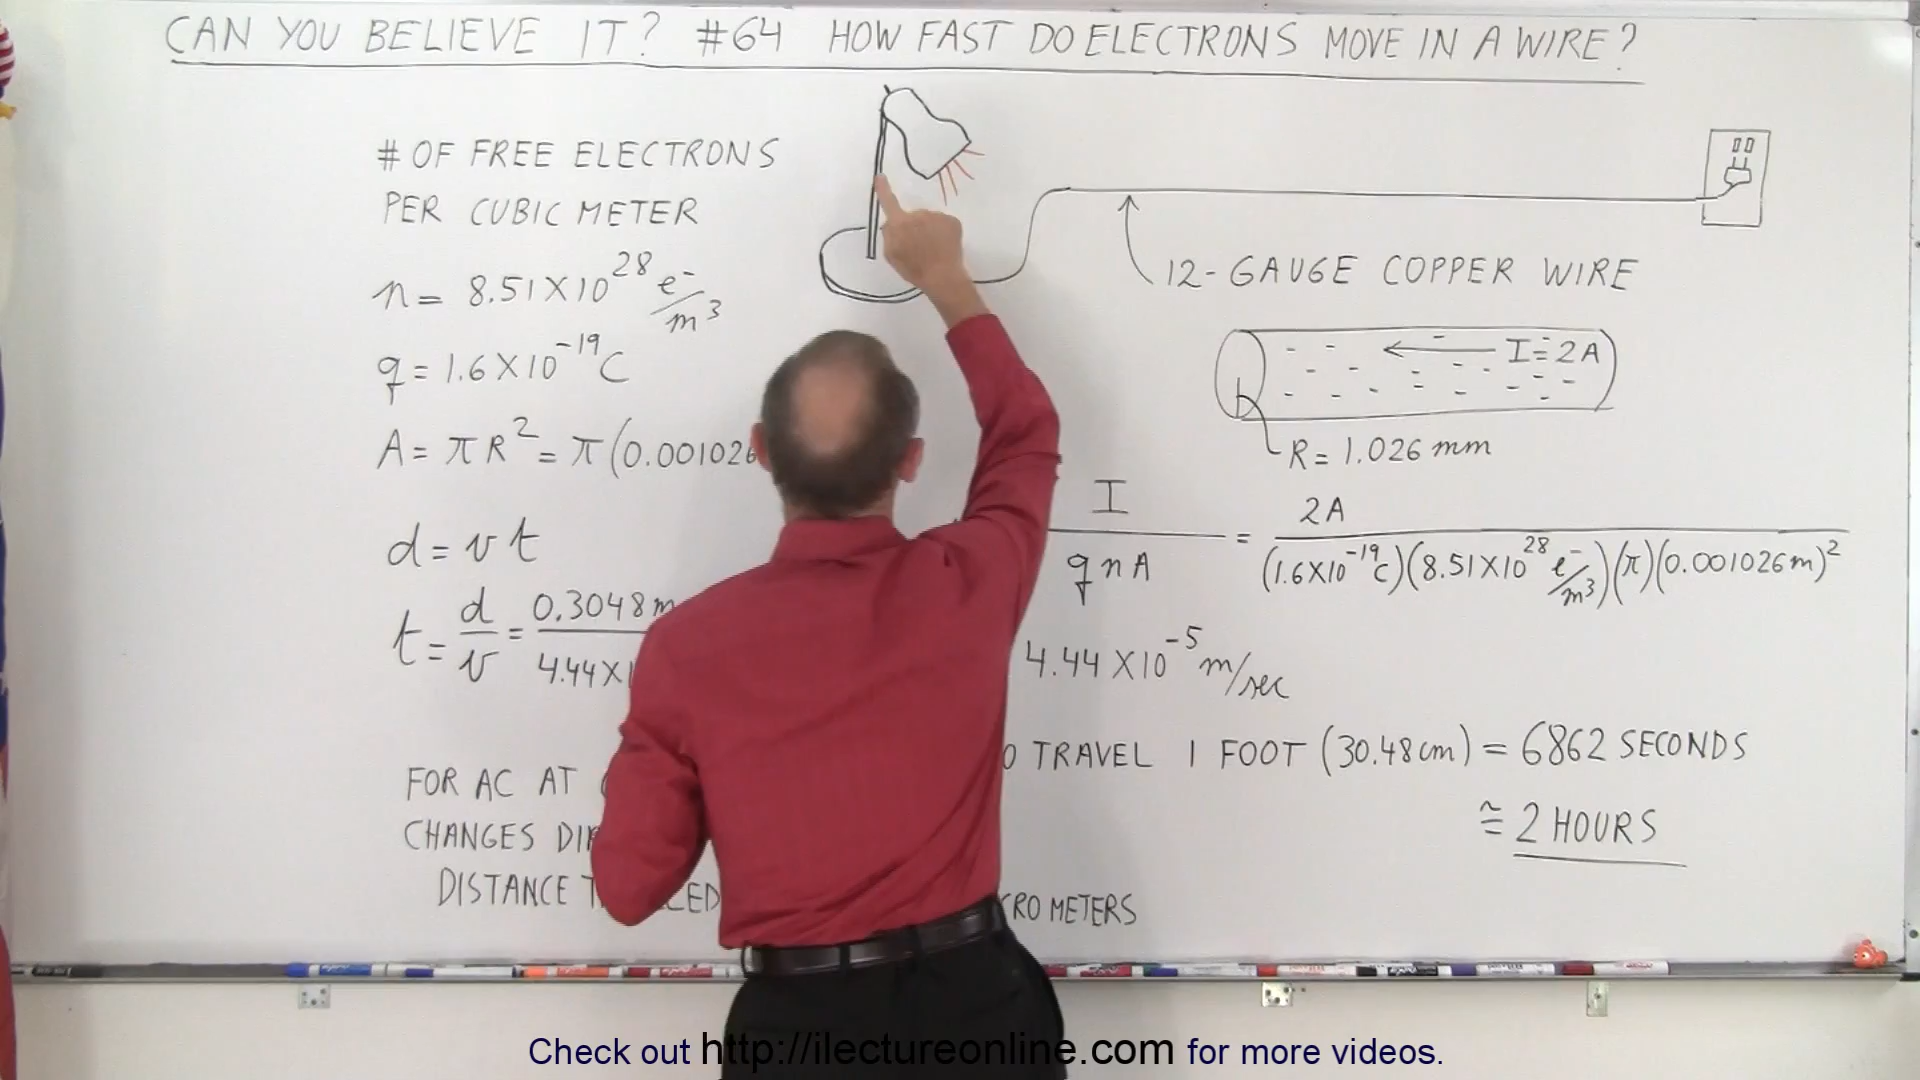 CAN YOU BELIEVE IT? #64 HOW FAST DO ELECTRONS MOVE IN A WIRE?
# OF FREE ELECTRONS
PER CUBIC METER
n = 8.51 X 10^28 e-/m^3
q = 1.6 X 10^-19 C
A = πR^2 = π(0.001026
d = v t
t = d/v = 0.3048 m
4.44 X 1
FOR AC AT
CHANGES DI
DISTANCE T
12-GAUGE COPPER WIRE
I = 2A
R = 1.026 mm
I / q n A = 2A / (1.6X10^-19 C)(8.51X10^28 e-/m^3)(π)(0.001026 m)^2
4.44 X 10^-5 m/sec
O TRAVEL 1 FOOT (30.48 cm) = 6862 SECONDS
≅ 2 HOURS
RO METERS
Check out http://ilectureonline.com for more videos.